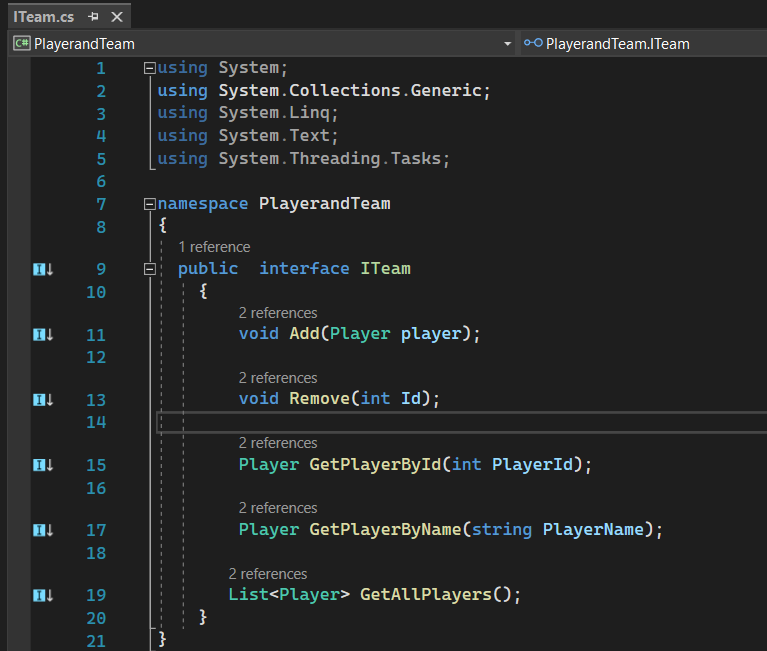 ITeam.cs
C# PlayerandTeam PlayerandTeam.ITeam
1 using System;
2 using System.Collections.Generic;
3 using System.Linq;
4 using System.Text;
5 using System.Threading.Tasks;
6
7 namespace PlayerandTeam
8 {
1 reference
9 public  interface ITeam
10 {
2 references
11 void Add(Player player);
12
2 references
13 void Remove(int Id);
14
2 references
15 Player GetPlayerById(int PlayerId);
16
2 references
17 Player GetPlayerByName(string PlayerName);
18
2 references
19 List<Player> GetAllPlayers();
20 }
21 }